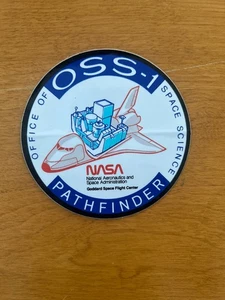 OFFICE OF
OSS-1
SPACE SCIENCE
NASA
National Aeronautics and
Space Administration
Goddard Space Flight Center
PATHFINDER